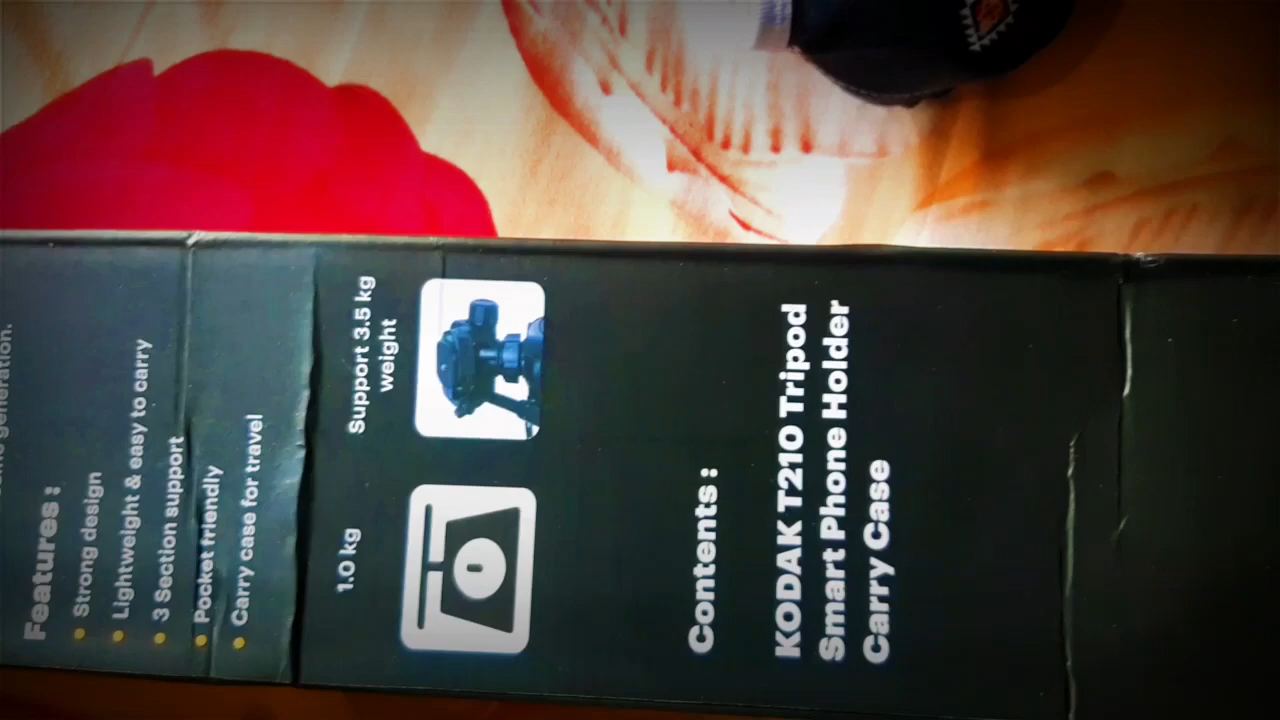 generation.
Features :
Strong design
Lightweight & easy to carry
3 Section support
Pocket friendly
Carry case for travel
1.0 kg
Support 3.5 kg
weight
Contents :
KODAK T210 Tripod
Smart Phone Holder
Carry Case